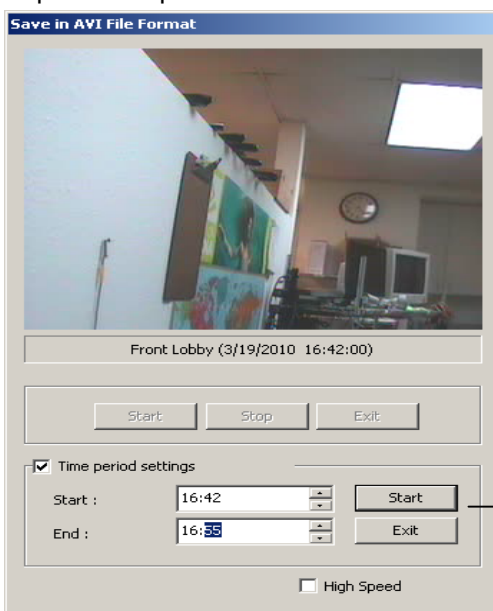 Save in AVI File Format
Front Lobby (3/19/2010 16:42:00)
Start Stop Exit
Time period settings
Start : 16:42 Start
End : 16:55 Exit
High Speed